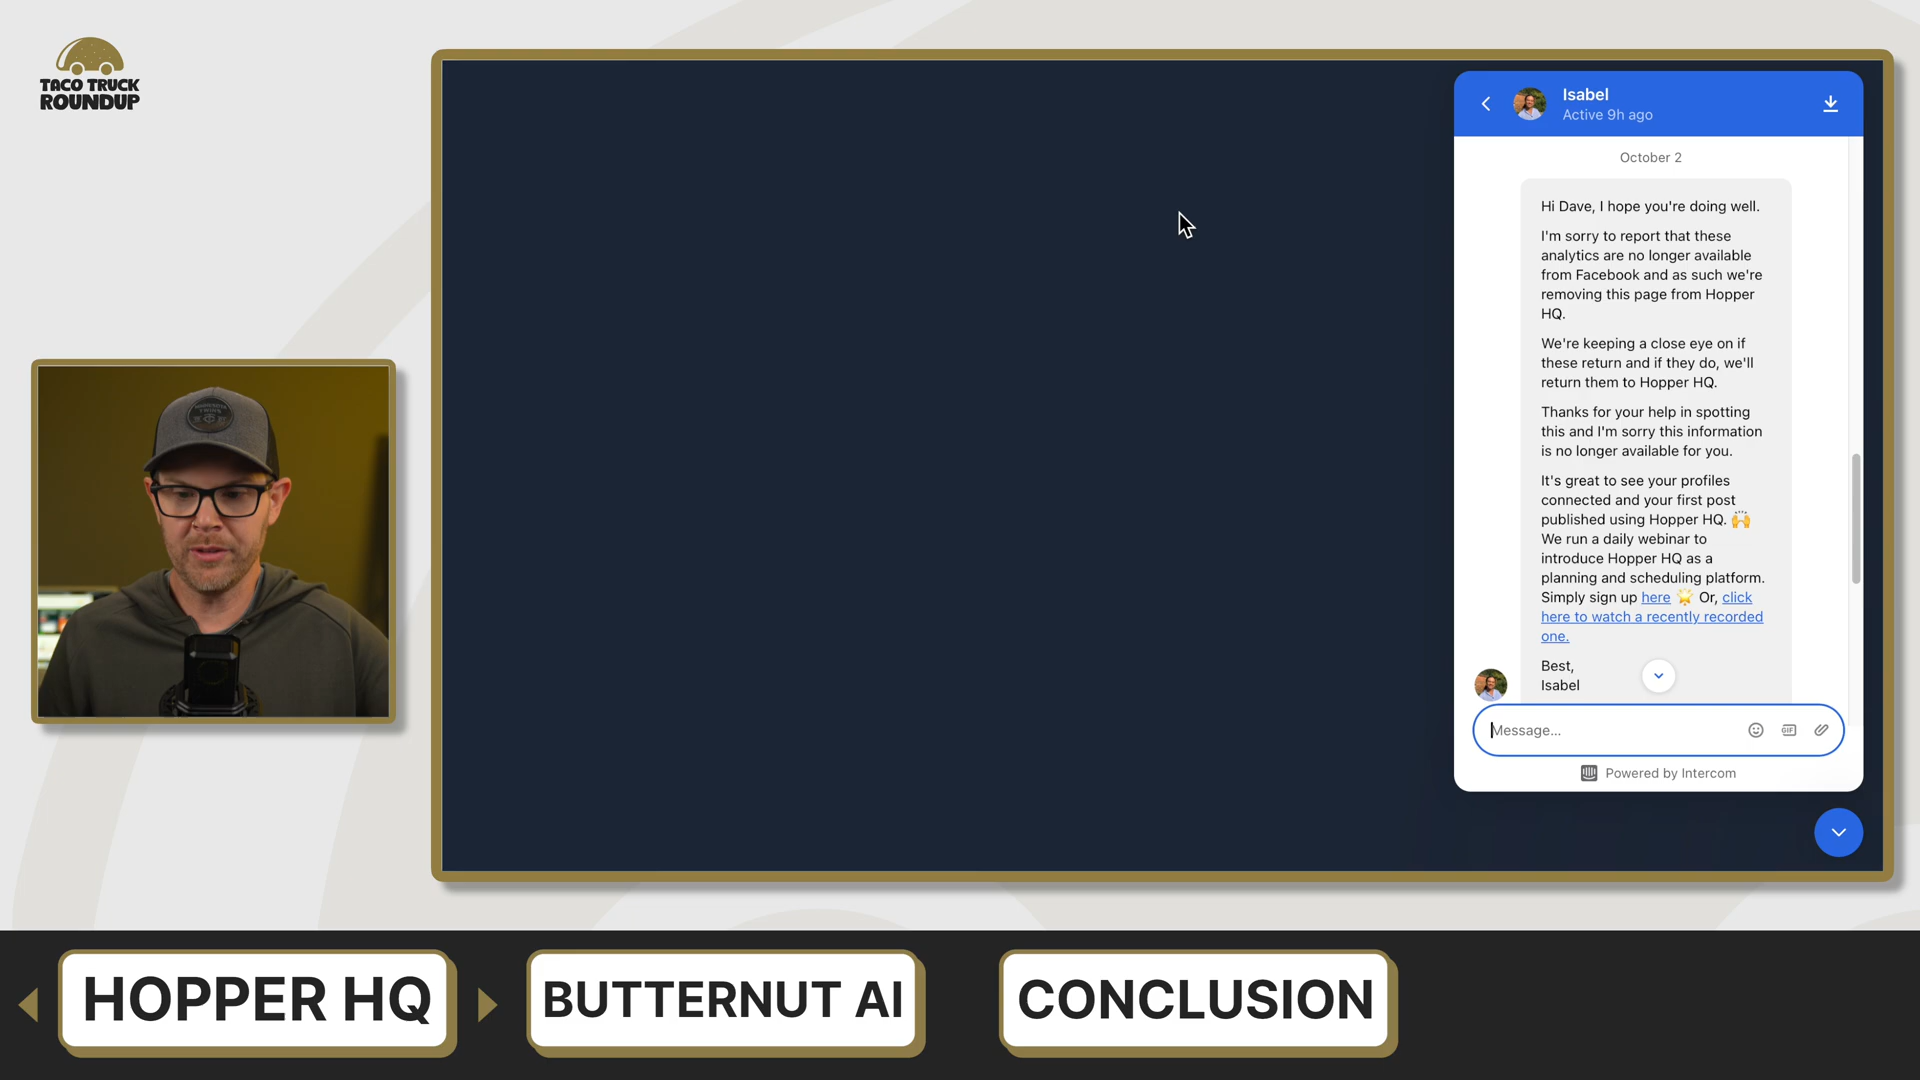 TACO TRUCK
ROUNDUP
Isabel
Active 9h ago
October 2
Hi Dave, I hope you're doing well.
I'm sorry to report that these
analytics are no longer available
from Facebook and as such we're
removing this page from Hopper
HQ.
We're keeping a close eye on if
these return and if they do, we'll
return them to Hopper HQ.
Thanks for your help in spotting
this and I'm sorry this information
is no longer available for you.
It's great to see your profiles
connected and your first post
published using Hopper HQ. 🙌
We run a daily webinar to
introduce Hopper HQ as a
planning and scheduling platform.
Simply sign up here 🌟 Or, click
here to watch a recently recorded
one.
Best,
Isabel
Message...
GIF
Powered by Intercom
HOPPER HQ
BUTTERNUT AI
CONCLUSION